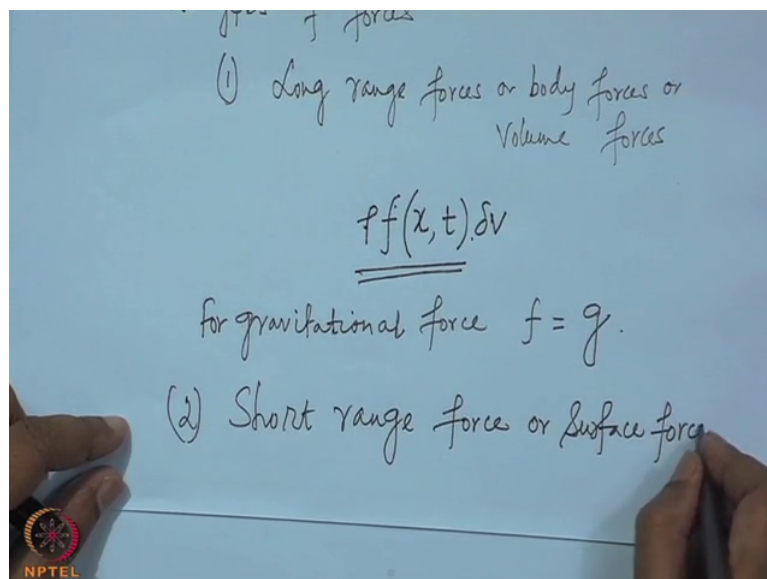 forces
(1) Long range forces or body forces or
Volume forces
ρf(x,t).δV
for gravitational force f = g.
(2) Short range force or Surface force
NPTEL